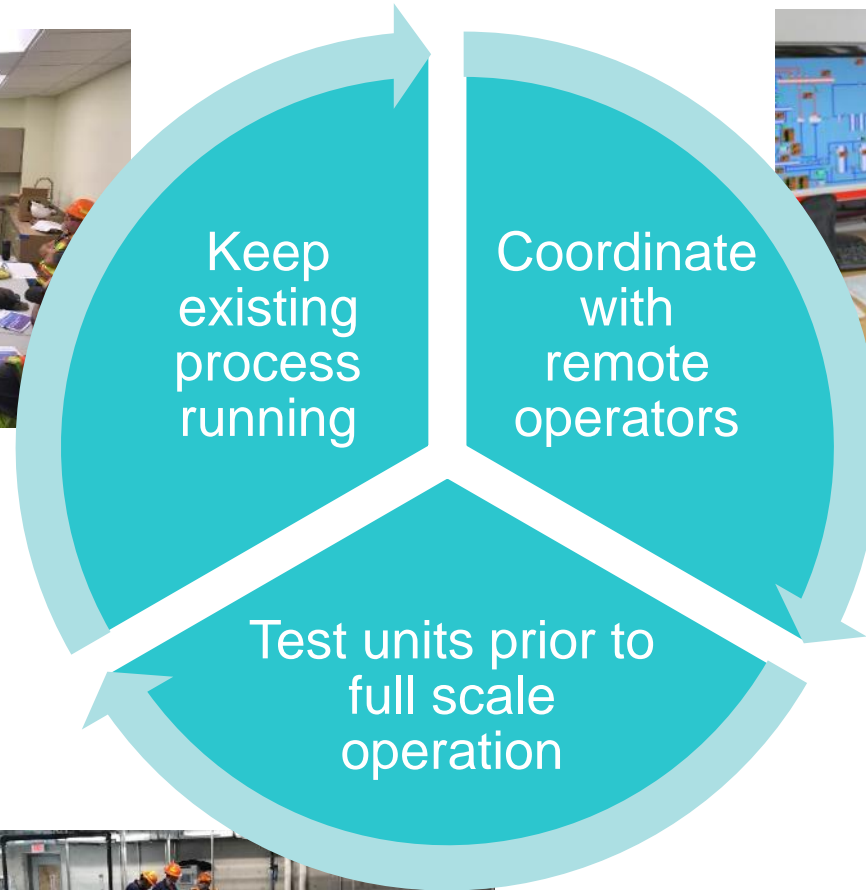 Keep
existing
process
running
Coordinate
with
remote
operators
Test units prior to
full scale
operation